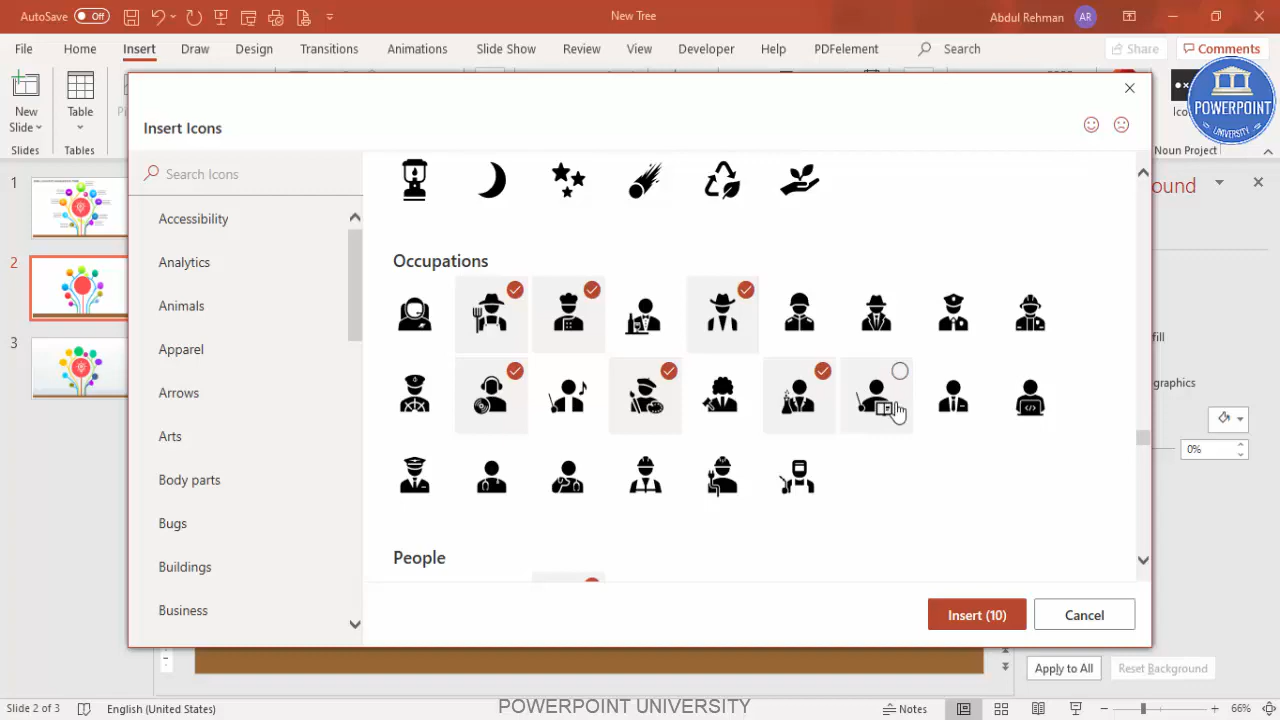 AutoSave Off New Tree Abdul Rehman AR
File Home Insert Draw Design Transitions Animations Slide Show Review View Developer Help PDFelement Search Share Comments
New
Slide
Table
Slides
Tables
Noun Project
POWERPOINT
UNIVERSITY
Insert Icons
Search Icons
Accessibility
Analytics
Animals
Apparel
Arrows
Arts
Body parts
Bugs
Buildings
Business
Occupations
People
Insert (10) Cancel
1
2
3
0%
Apply to All Reset Background
Slide 2 of 3 English (United States) POWERPOINT UNIVERSITY Notes 66%